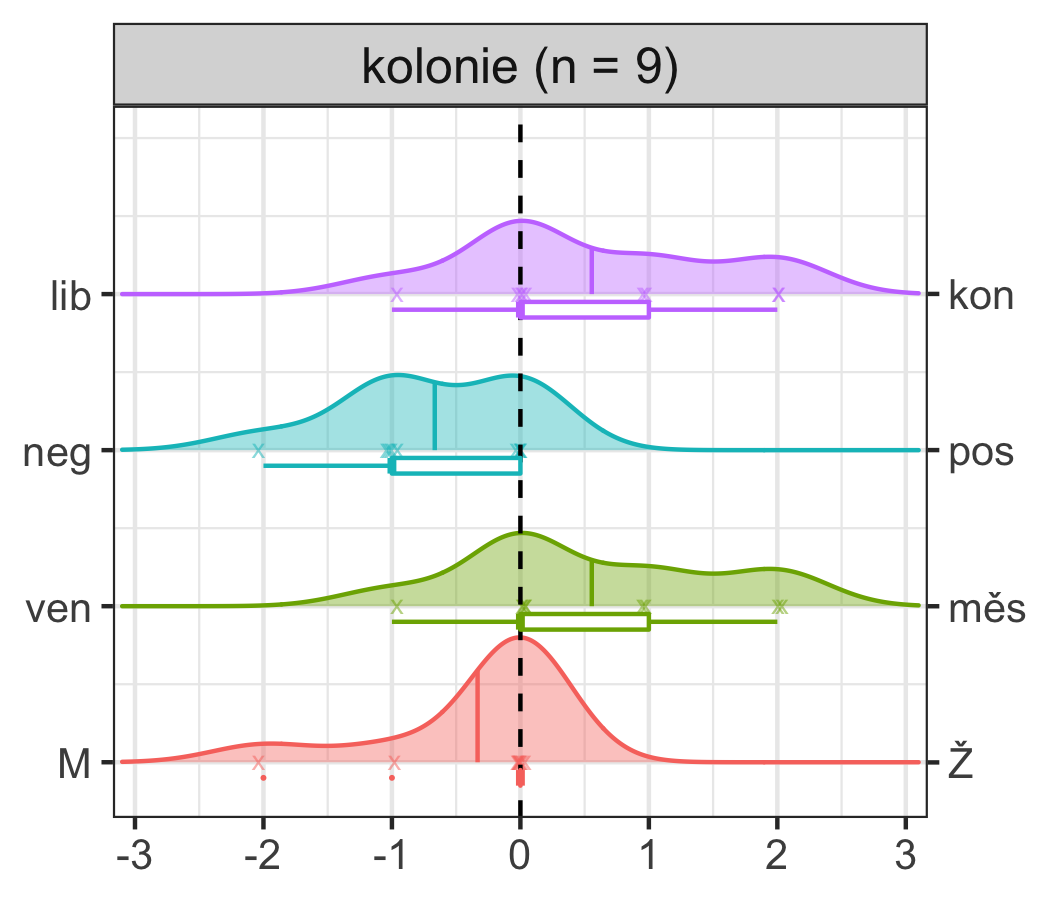 kolonie (n = 9)
lib kon
neg pos
ven měs
M Ž
-3 -2 -1 0 1 2 3